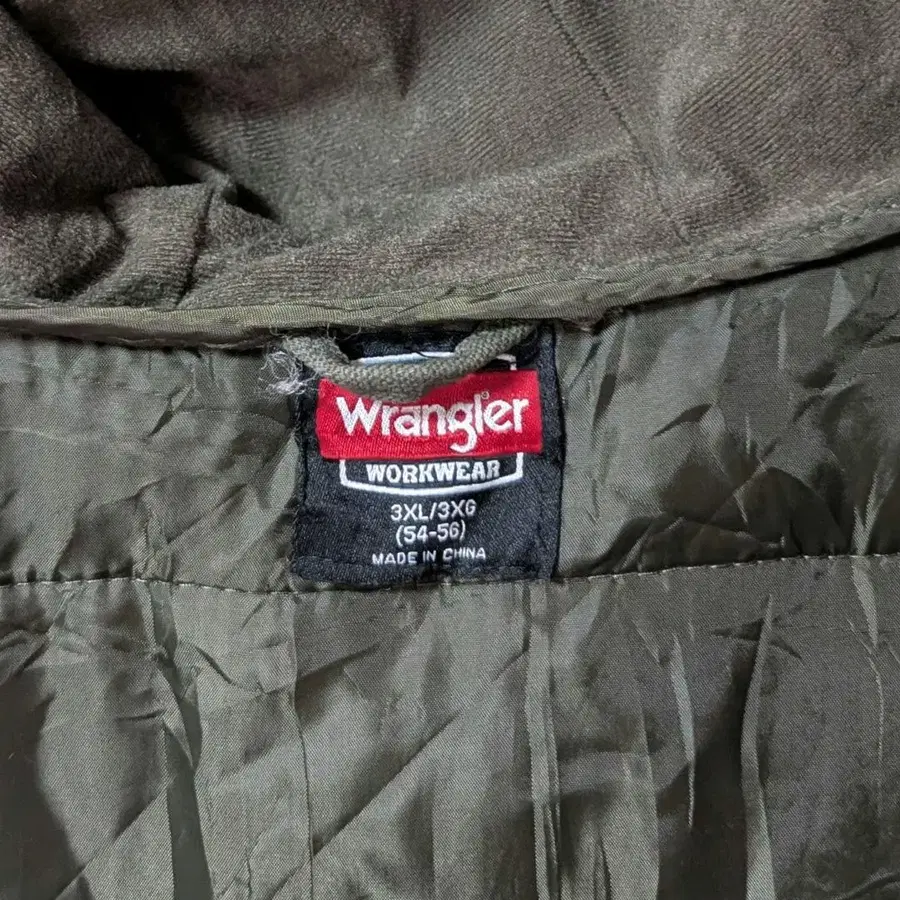 Wrangler®
WORKWEAR
3XL/3XG
(54-56)
MADE IN CHINA